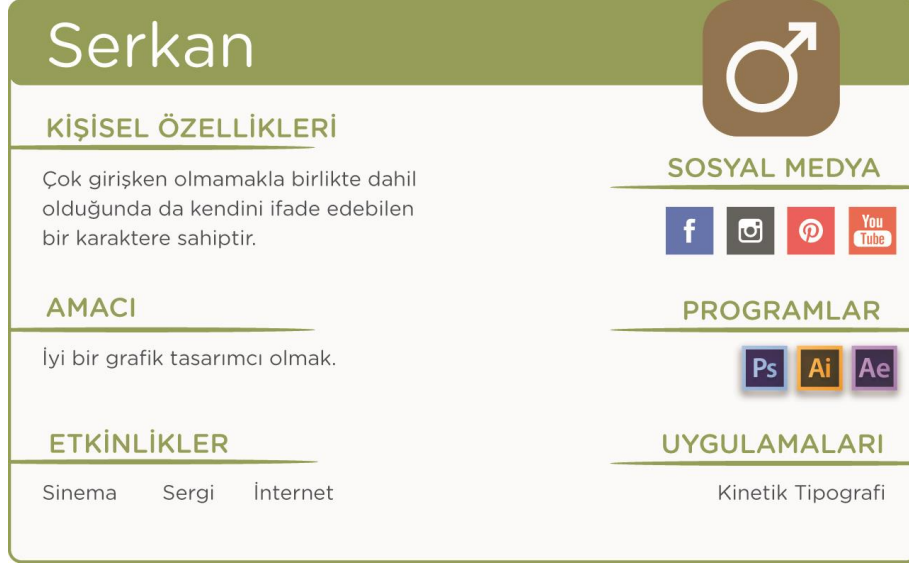 Serkan
KİŞİSEL ÖZELLİKLERİ
Çok girişken olmamakla birlikte dahil
olduğunda da kendini ifade edebilen
bir karaktere sahiptir.
AMACI
İyi bir grafik tasarımcı olmak.
ETKİNLİKLER
Sinema Sergi İnternet
SOSYAL MEDYA
f You
Tube
PROGRAMLAR
Ps Ai Ae
UYGULAMALARI
Kinetik Tipografi